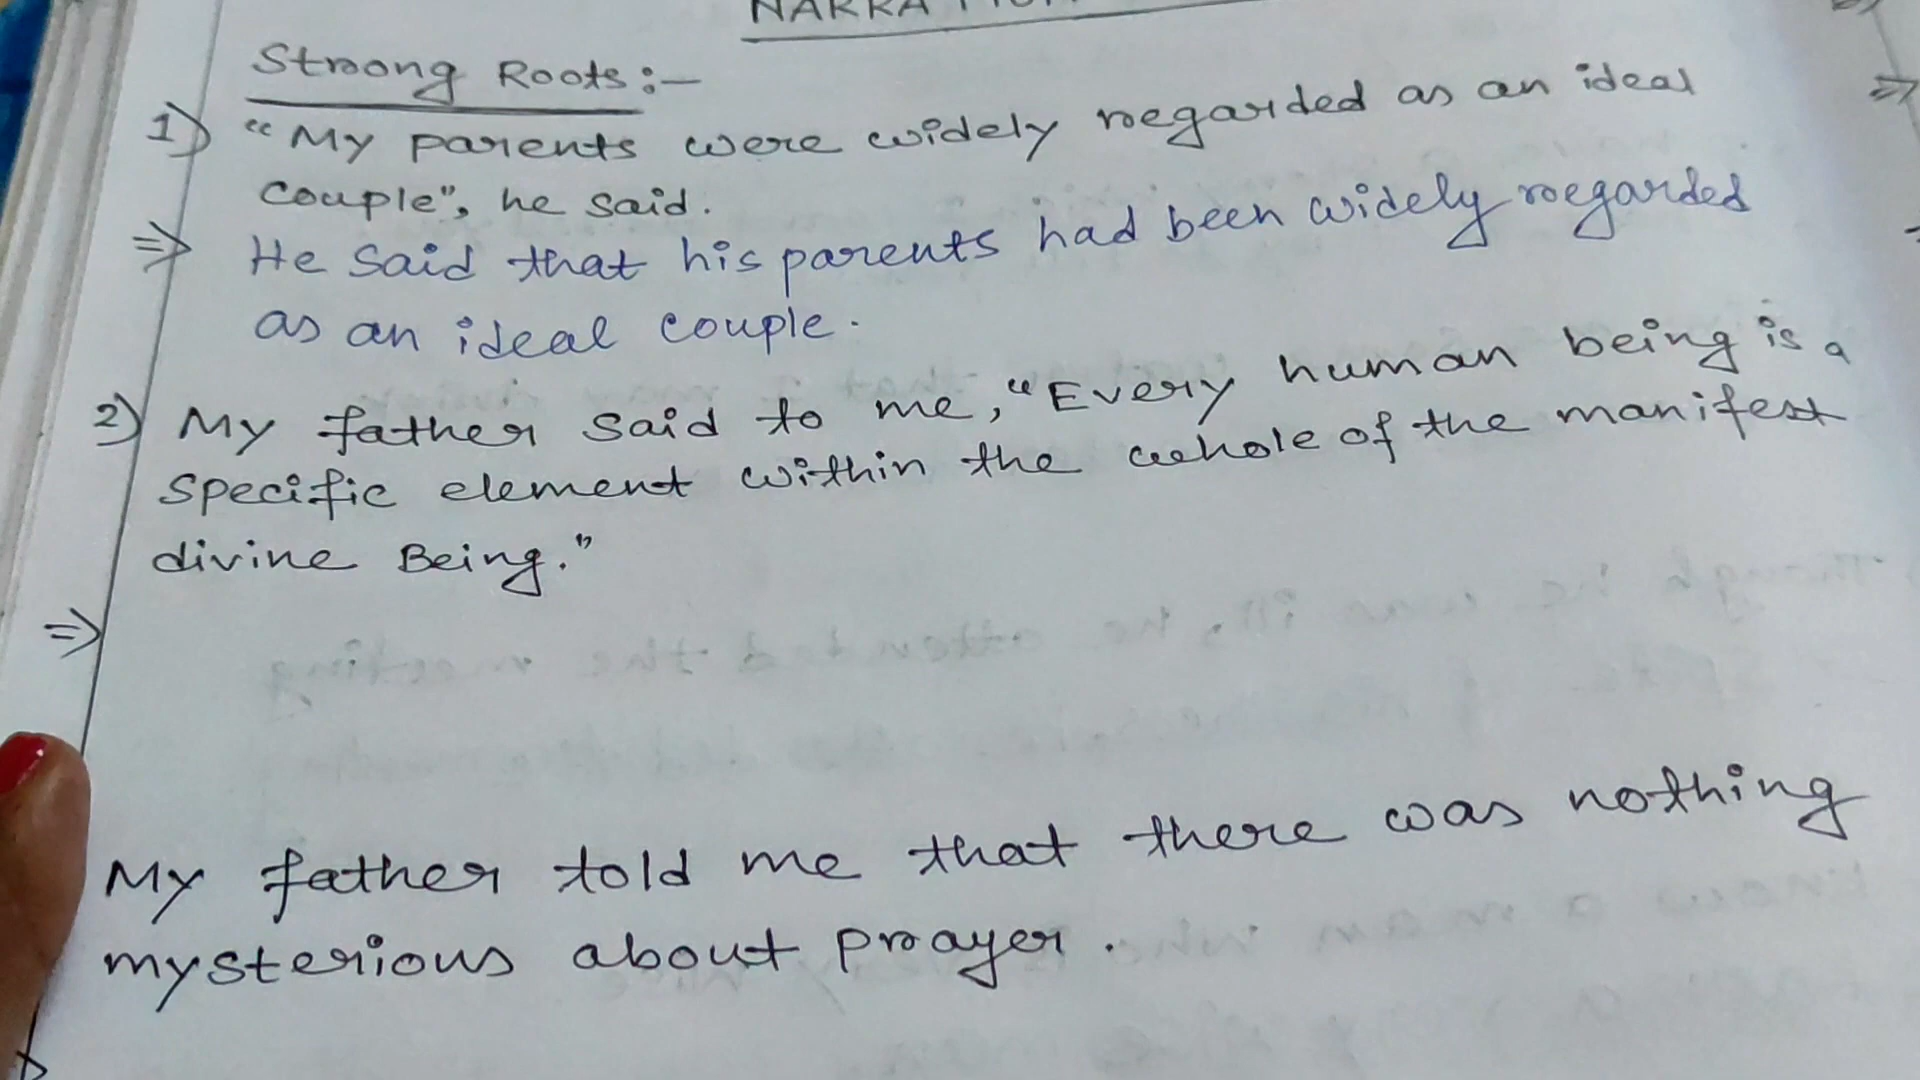 Strong Roots:-
1) "My parents were widely regarded as an ideal
couple", he said.
⇒ He said that his parents had been widely regarded
as an ideal couple.
2) My father said to me, "Every human being is a
specific element within the whole of the manifest
divine Being."
⇒
My father told me that there was nothing
mysterious about prayer.